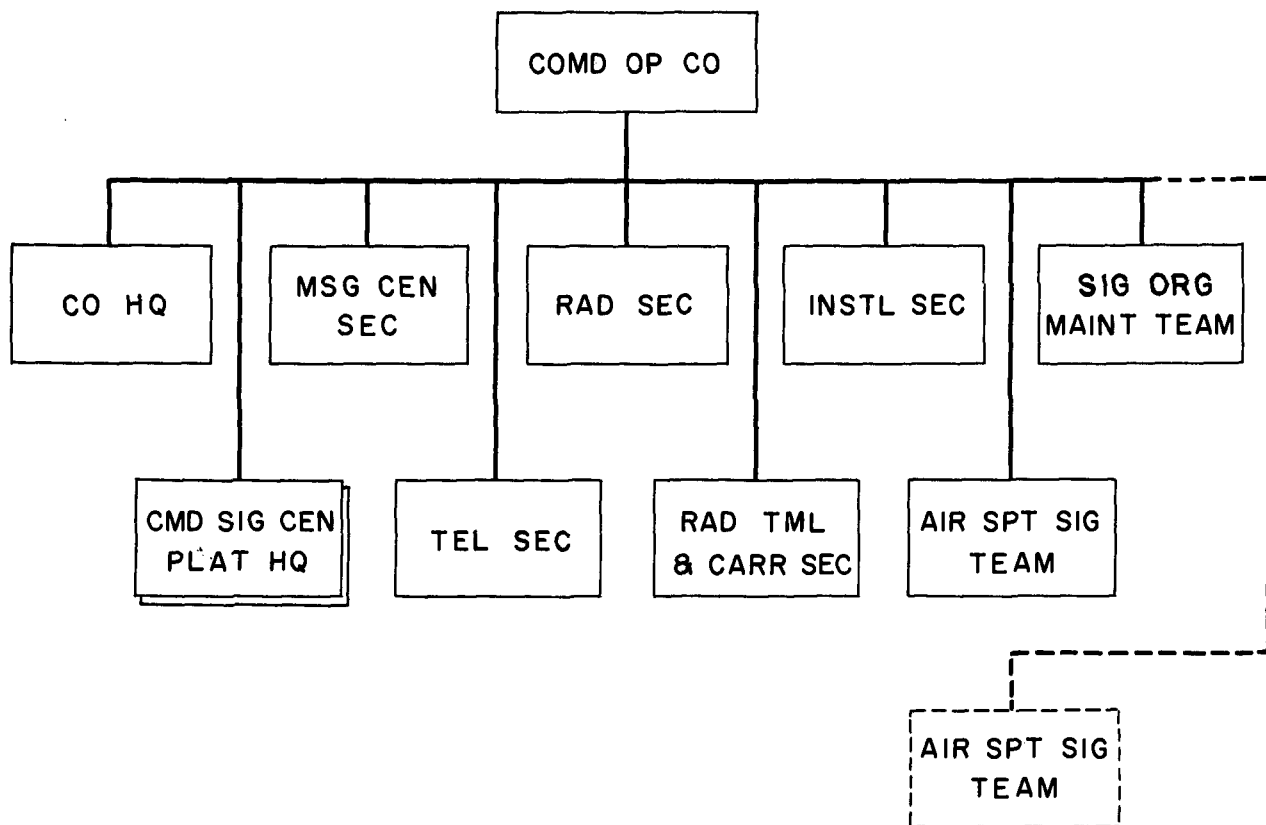 COMD OP CO
CO HQ
MSG CEN
SEC
RAD SEC
INSTL SEC
SIG ORG
MAINT TEAM
CMD SIG CEN
PLAT HQ
TEL SEC
RAD TML
& CARR SEC
AIR SPT SIG
TEAM
AIR SPT SIG
TEAM